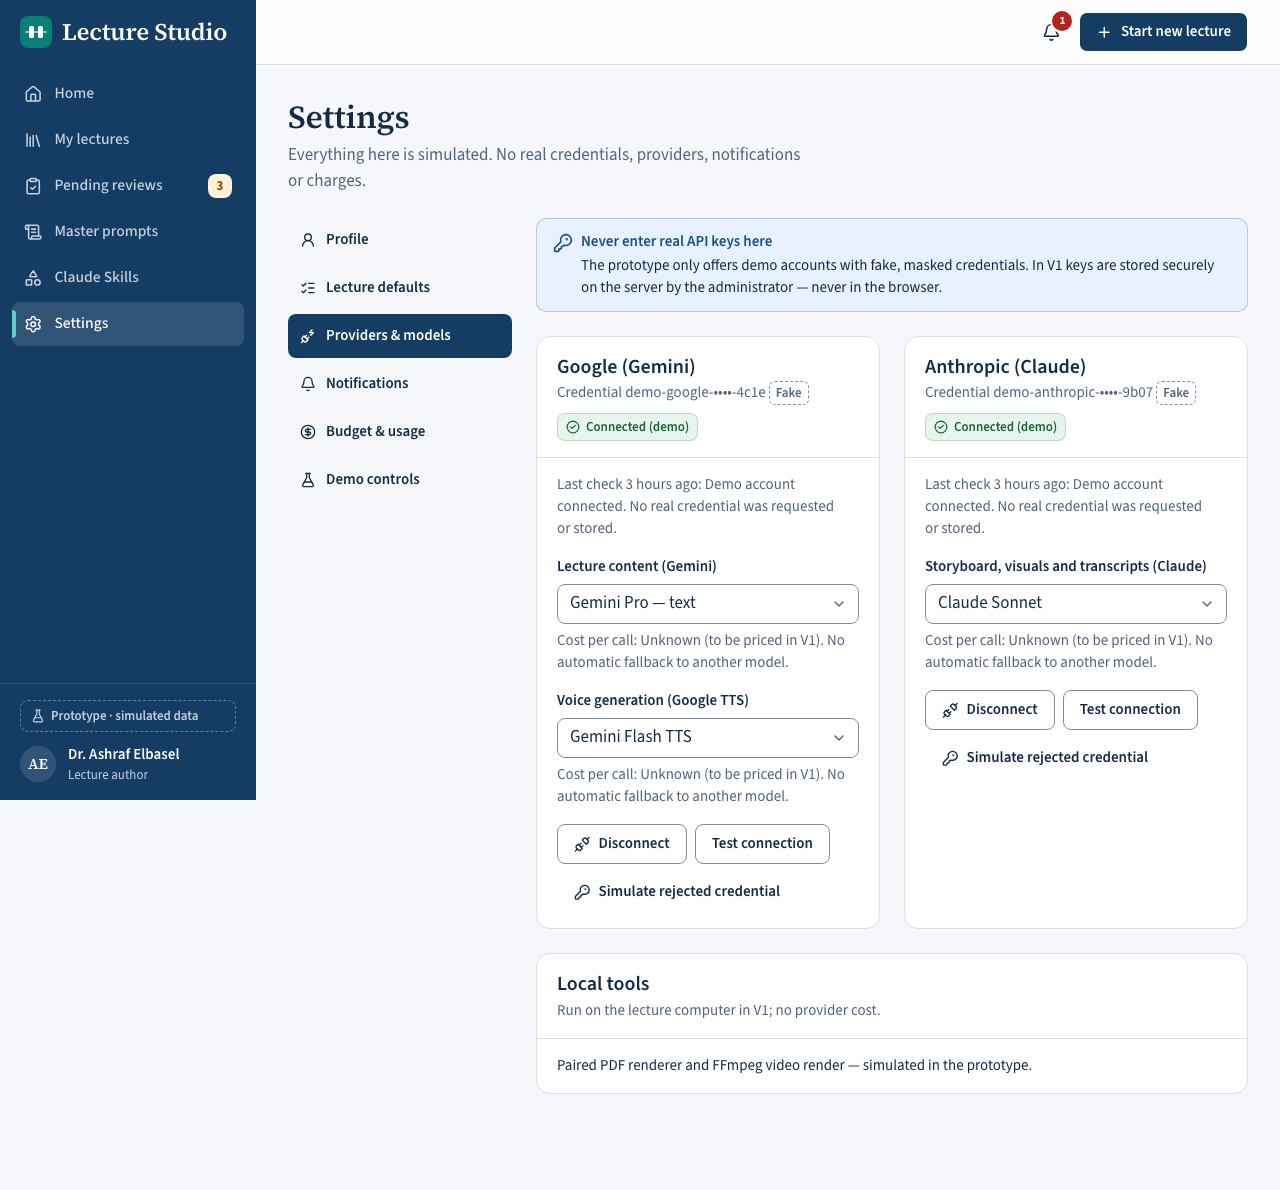 Lecture Studio
Home
My lectures
Pending reviews
3
Master prompts
Claude Skills
Settings
Prototype · simulated data
AE
Dr. Ashraf Elbasel
Lecture author
1
Start new lecture
Settings
Everything here is simulated. No real credentials, providers, notifications
or charges.
Profile
Lecture defaults
Providers & models
Notifications
Budget & usage
Demo controls
Never enter real API keys here
The prototype only offers demo accounts with fake, masked credentials. In V1 keys are stored securely
on the server by the administrator — never in the browser.
Google (Gemini)
Credential demo-google-••••-4c1e Fake
Connected (demo)
Last check 3 hours ago: Demo account
connected. No real credential was requested
or stored.
Lecture content (Gemini)
Gemini Pro — text
Cost per call: Unknown (to be priced in V1). No
automatic fallback to another model.
Voice generation (Google TTS)
Gemini Flash TTS
Cost per call: Unknown (to be priced in V1). No
automatic fallback to another model.
Disconnect
Test connection
Simulate rejected credential
Anthropic (Claude)
Credential demo-anthropic-••••-9b07 Fake
Connected (demo)
Last check 3 hours ago: Demo account
connected. No real credential was requested
or stored.
Storyboard, visuals and transcripts (Claude)
Claude Sonnet
Cost per call: Unknown (to be priced in V1). No
automatic fallback to another model.
Disconnect
Test connection
Simulate rejected credential
Local tools
Run on the lecture computer in V1; no provider cost.
Paired PDF renderer and FFmpeg video render — simulated in the prototype.